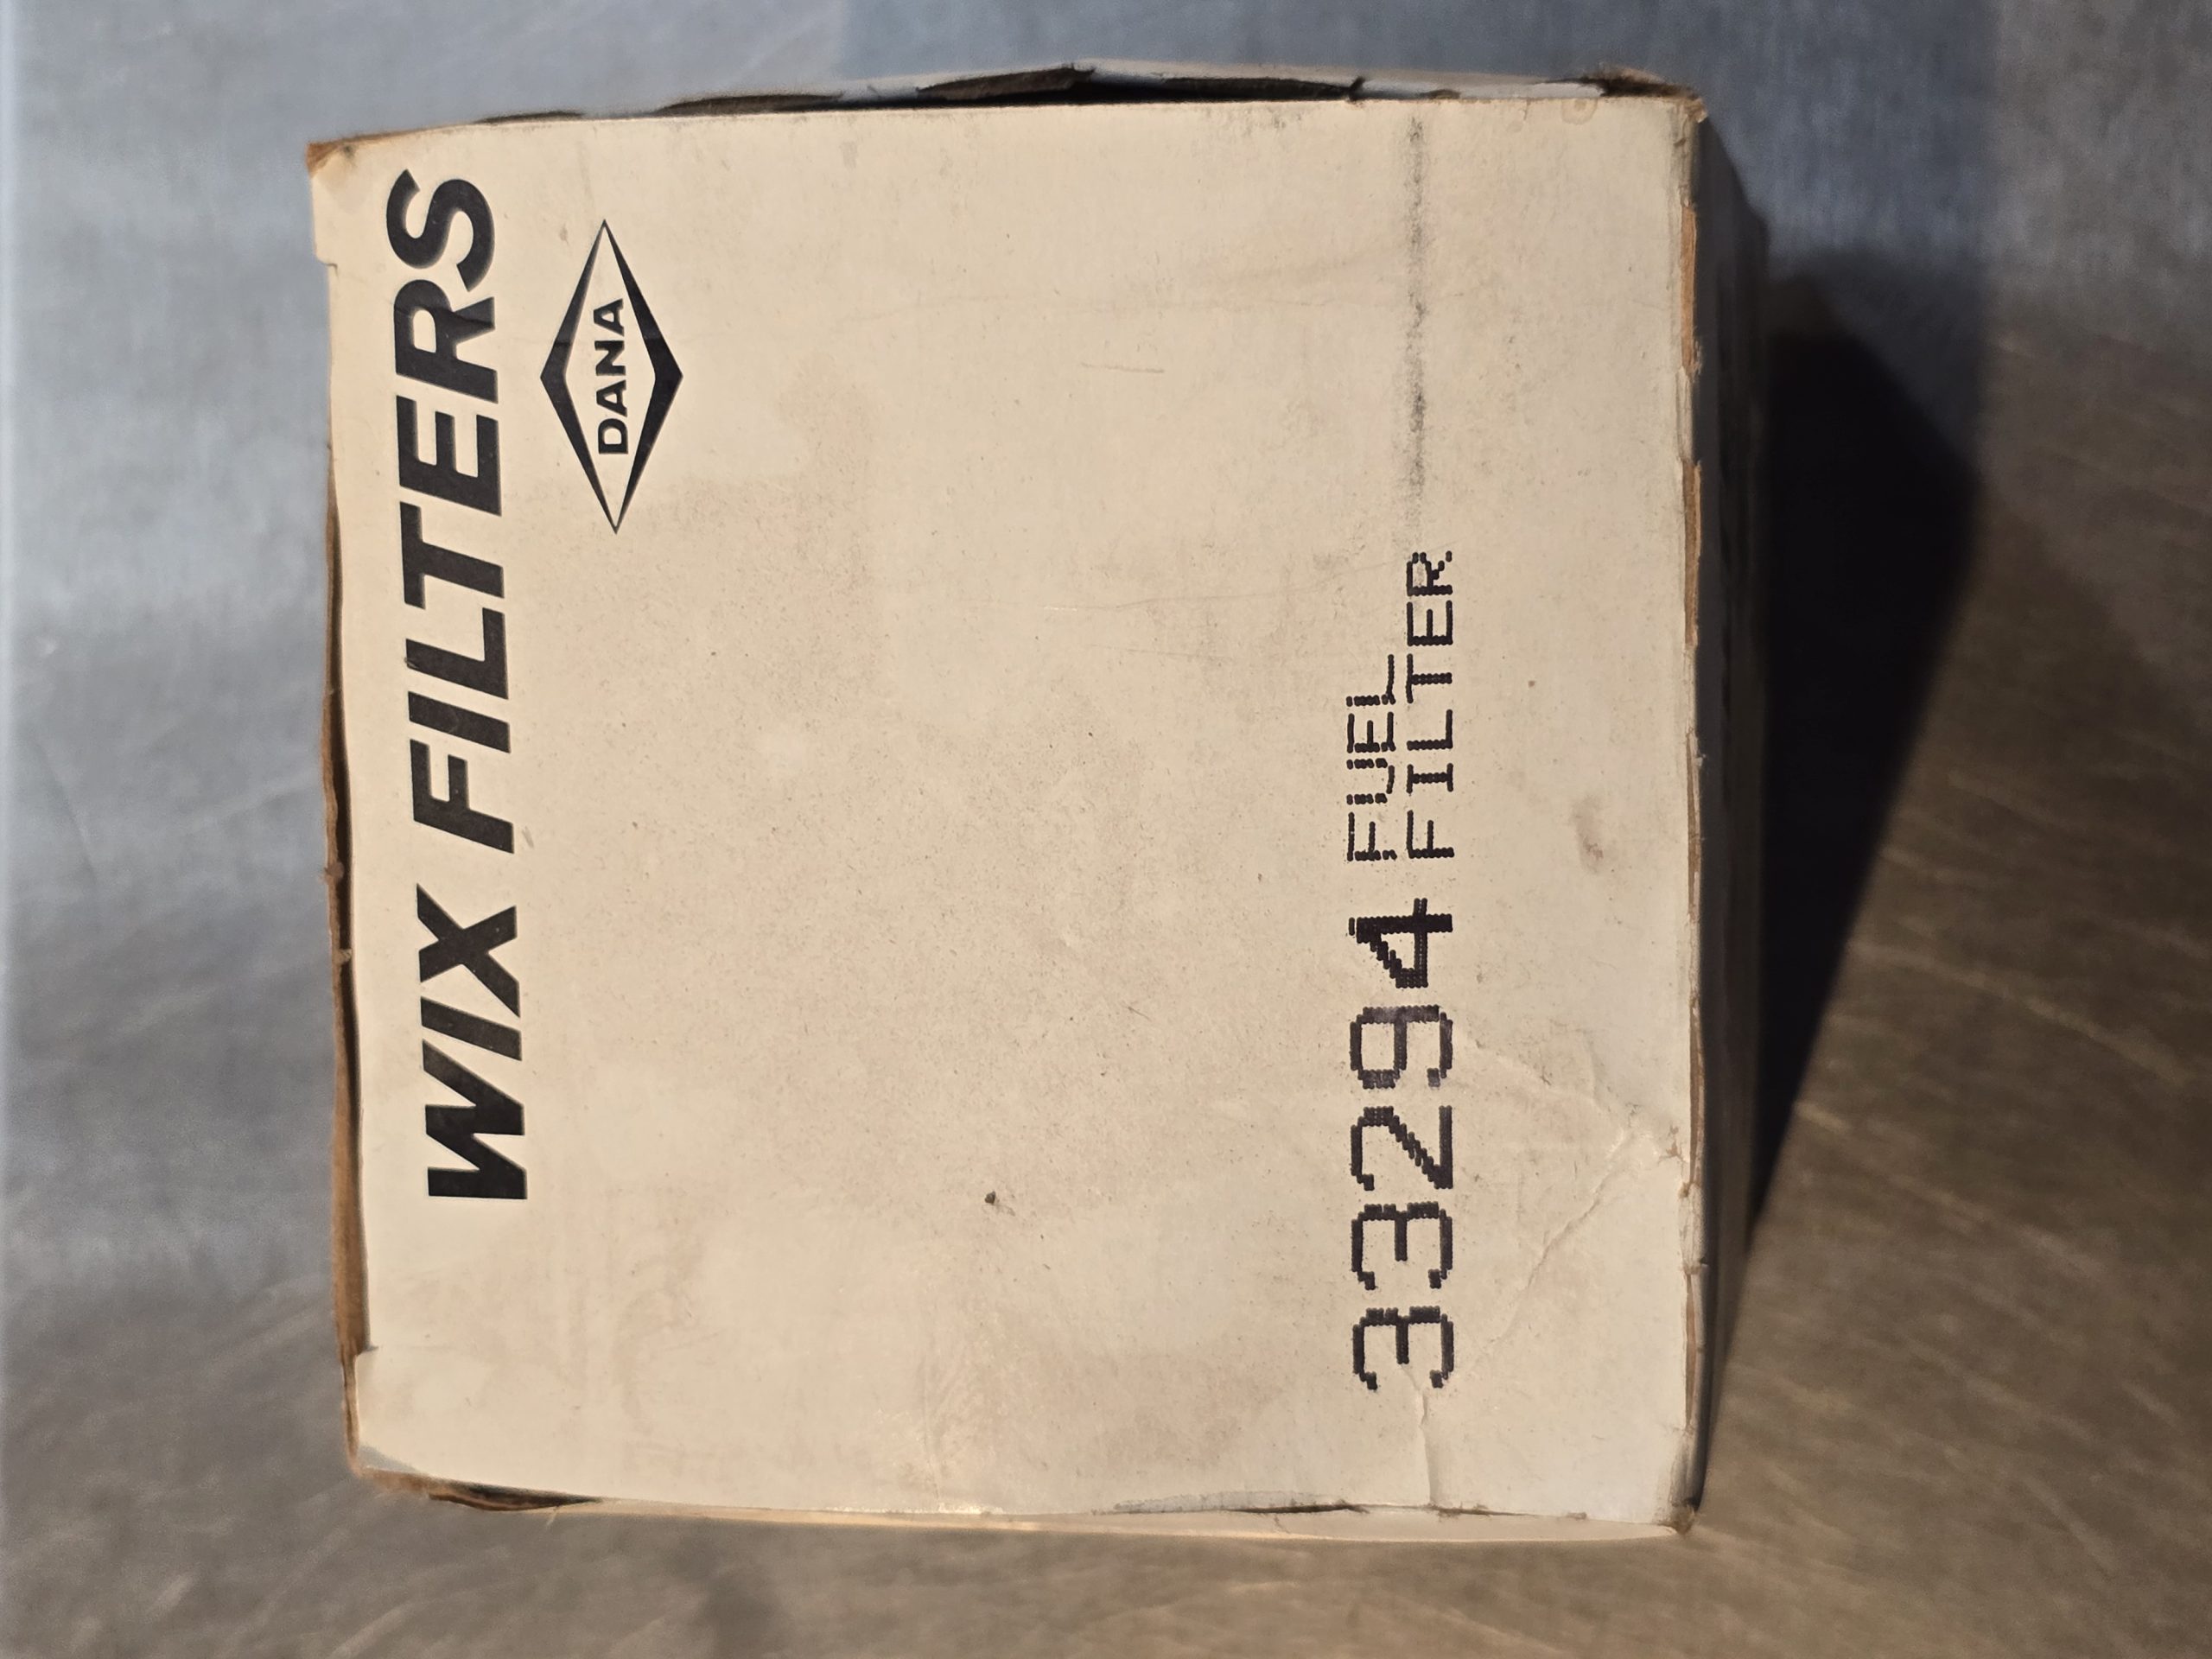 WIX FILTERS
DANA
33294 FUEL
FILTER